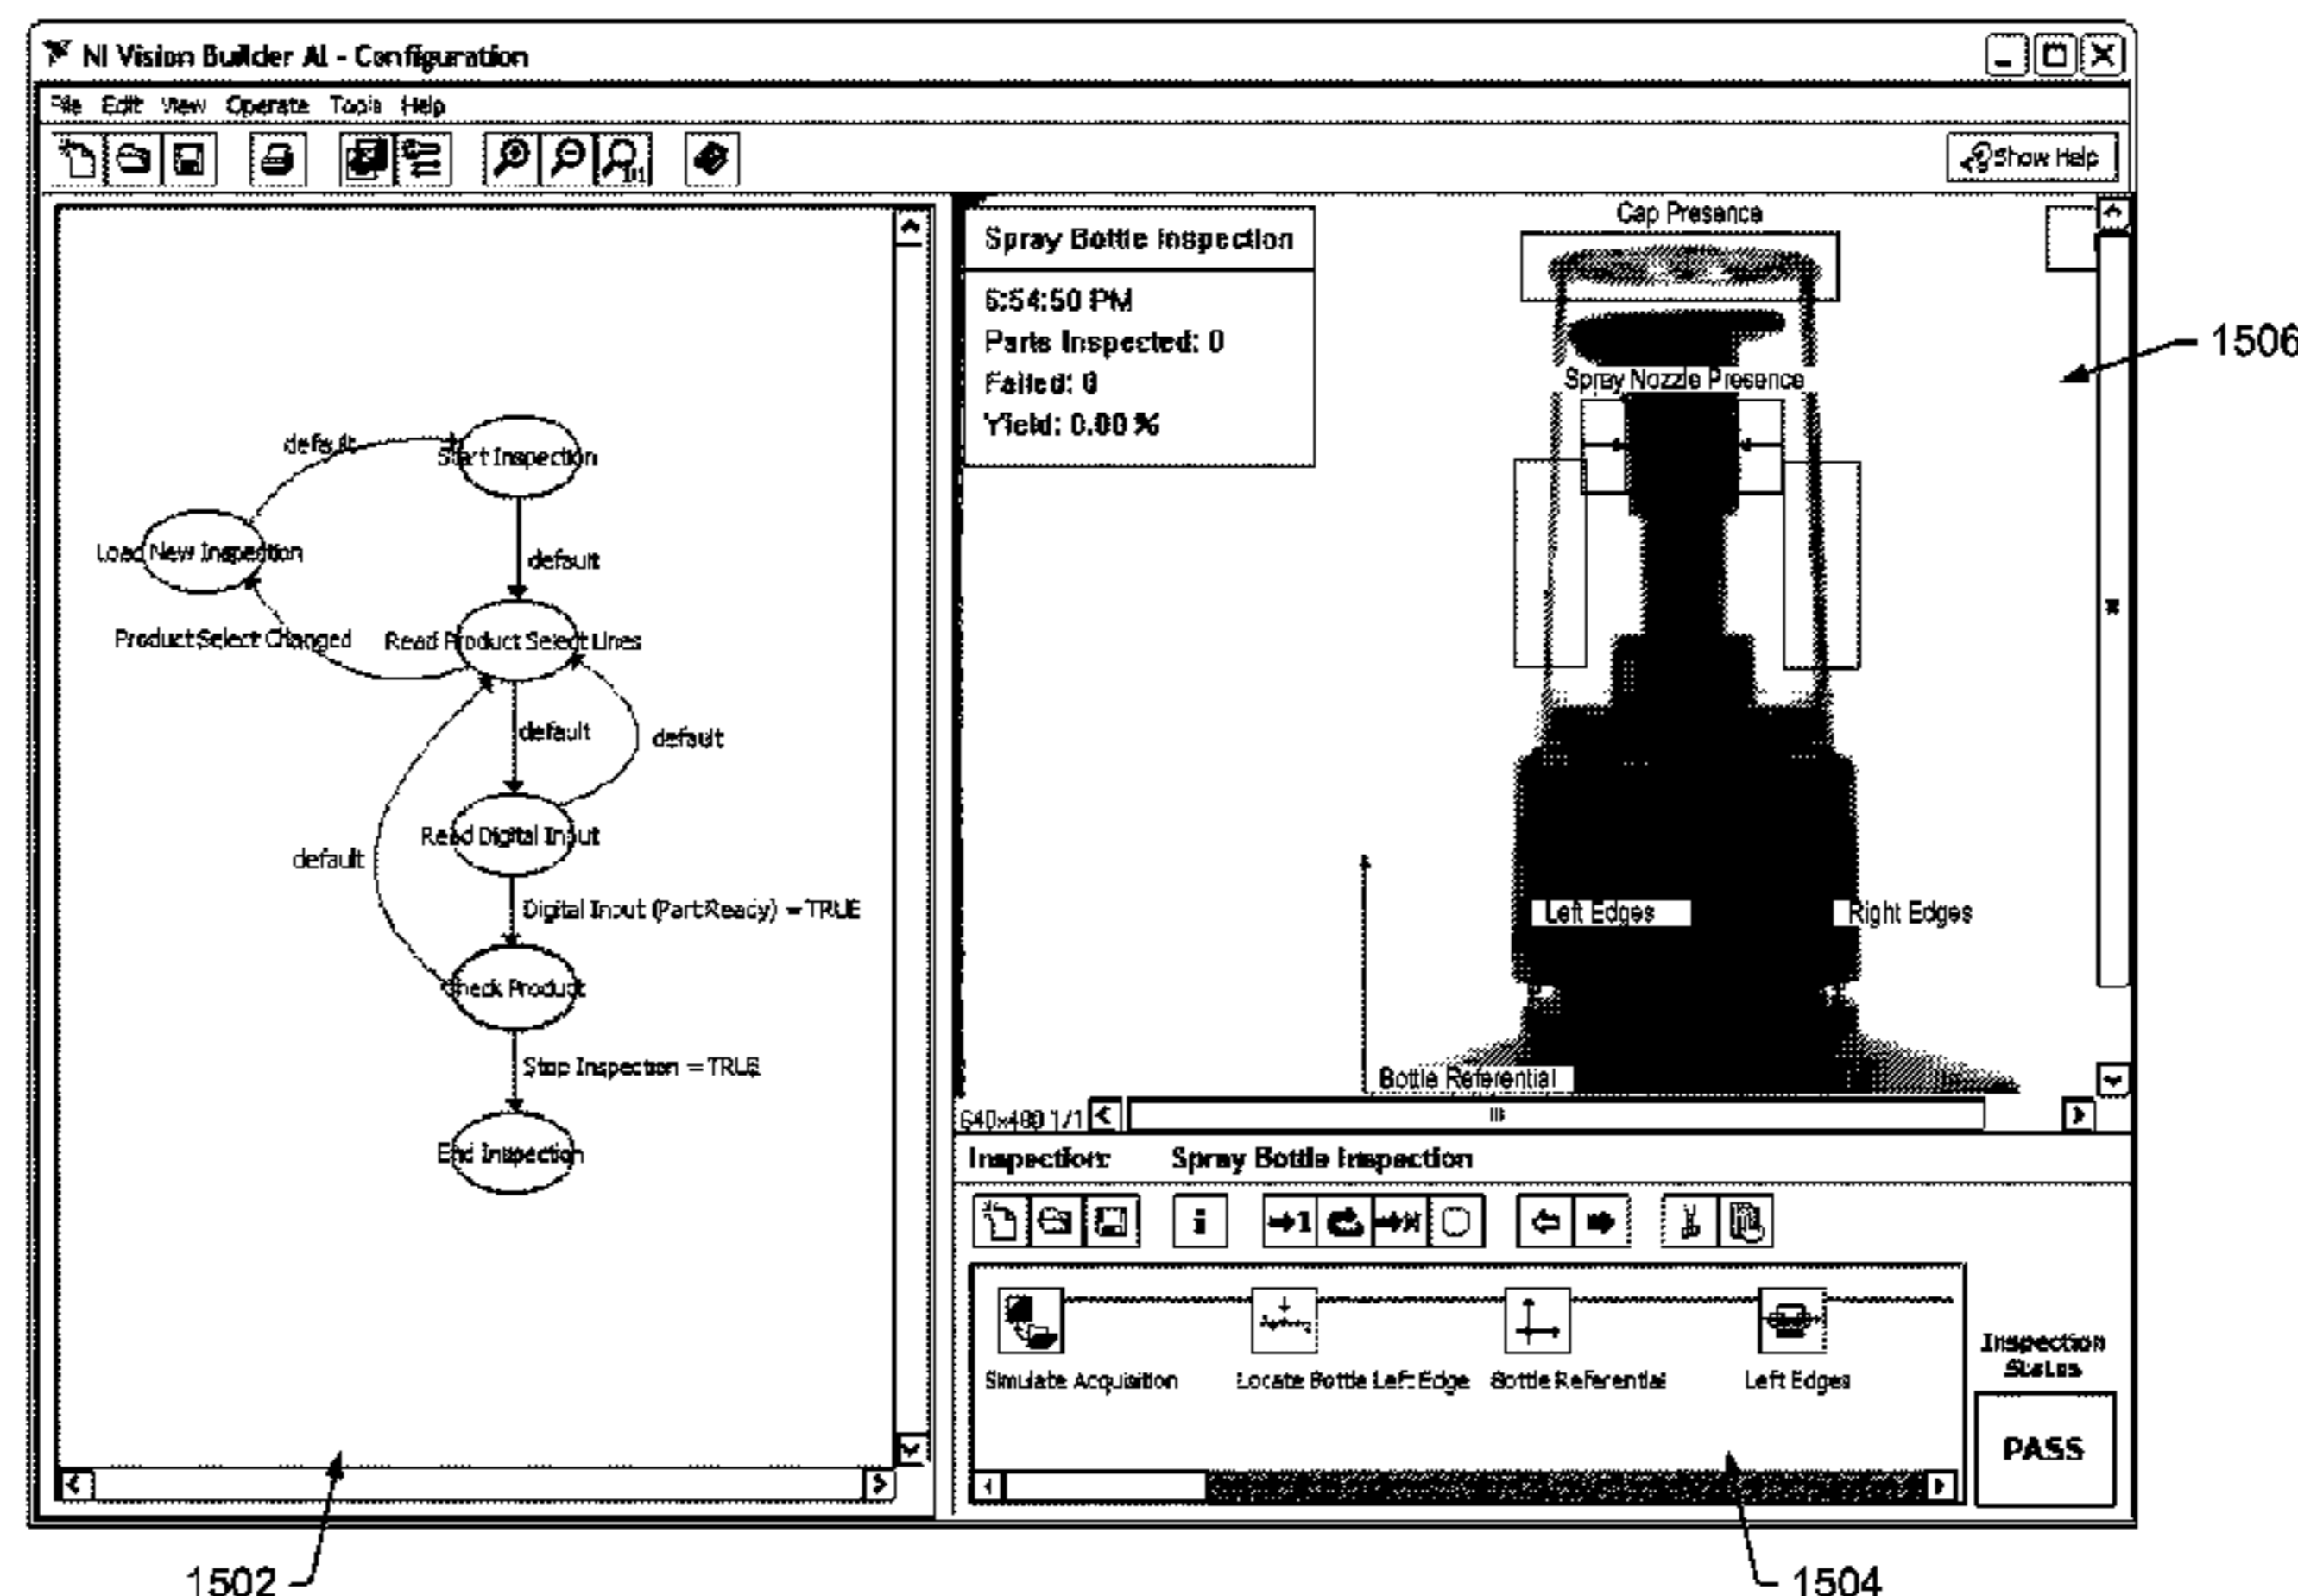 NI Vision Builder AI - Configuration
File Edit View Operate Tools Help
Show Help
default
Start Inspection
Load New Inspection
default
Product Select Changed
Read Product Select Lines
default
default
Read Digital Input
default
Digital Input (Part Ready) = TRUE
Check Product
Stop Inspection = TRUE
End Inspection
Spray Bottle Inspection
6:54:50 PM
Parts Inspected: 0
Failed: 0
Yield: 0.00 %
Cap Presence
Spray Nozzle Presence
Left Edges
Right Edges
Bottle Referential
640x480 1/1
Inspection: Spray Bottle Inspection
Simulate Acquisition
Locate Bottle Left Edge
Bottle Referential
Left Edges
Inspection
Status
PASS
1502
1504
1506